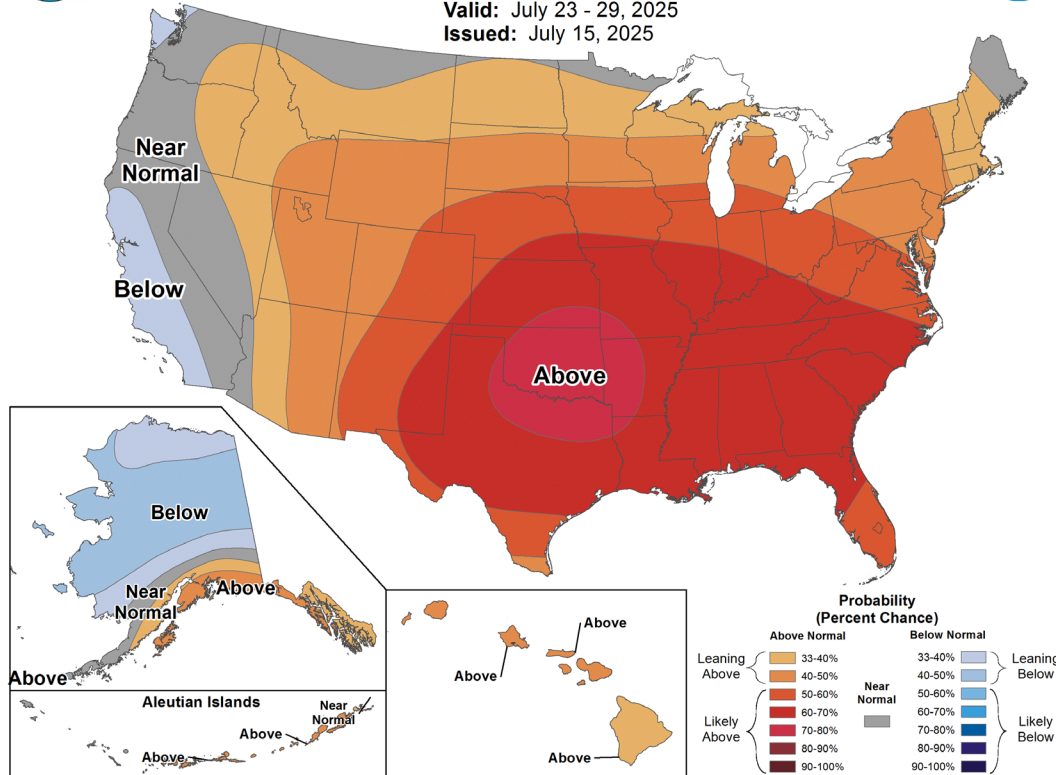 Valid: July 23 - 29, 2025
Issued: July 15, 2025
Near
Normal
Below
Above
Below
Near
Normal
Above
Above
Aleutian Islands
Near
Normal
Above
Above
Above
Above
Above
Probability
(Percent Chance)
Above Normal
Below Normal
Leaning
Above
33-40%
40-50%
Likely
Above
50-60%
60-70%
70-80%
80-90%
90-100%
Near
Normal
33-40%
40-50%
Leaning
Below
50-60%
60-70%
70-80%
80-90%
90-100%
Likely
Below